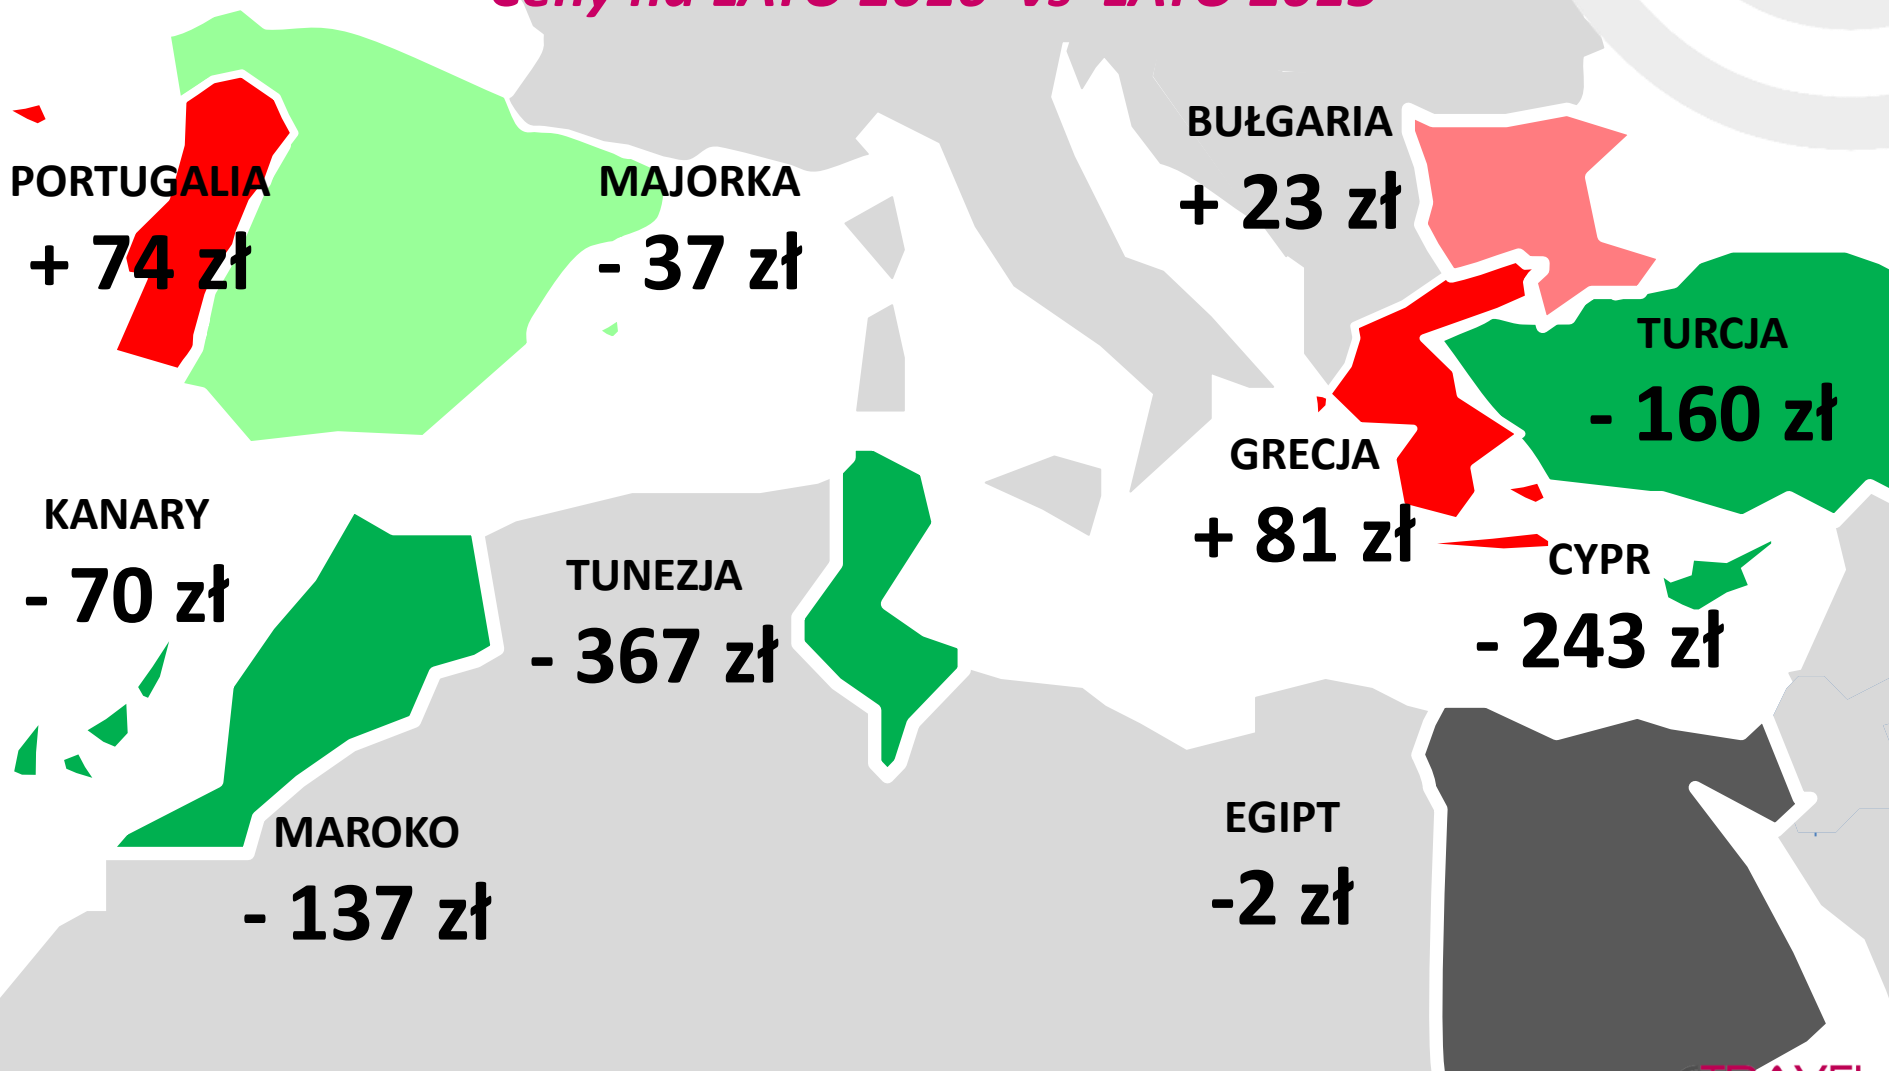 PORTUGALIA
+ 74 zł
MAJORKA
- 37 zł
BUŁGARIA
+ 23 zł
TURCJA
- 160 zł
GRECJA
+ 81 zł
CYPR
- 243 zł
KANARY
- 70 zł
TUNEZJA
- 367 zł
MAROKO
- 137 zł
EGIPT
-2 zł